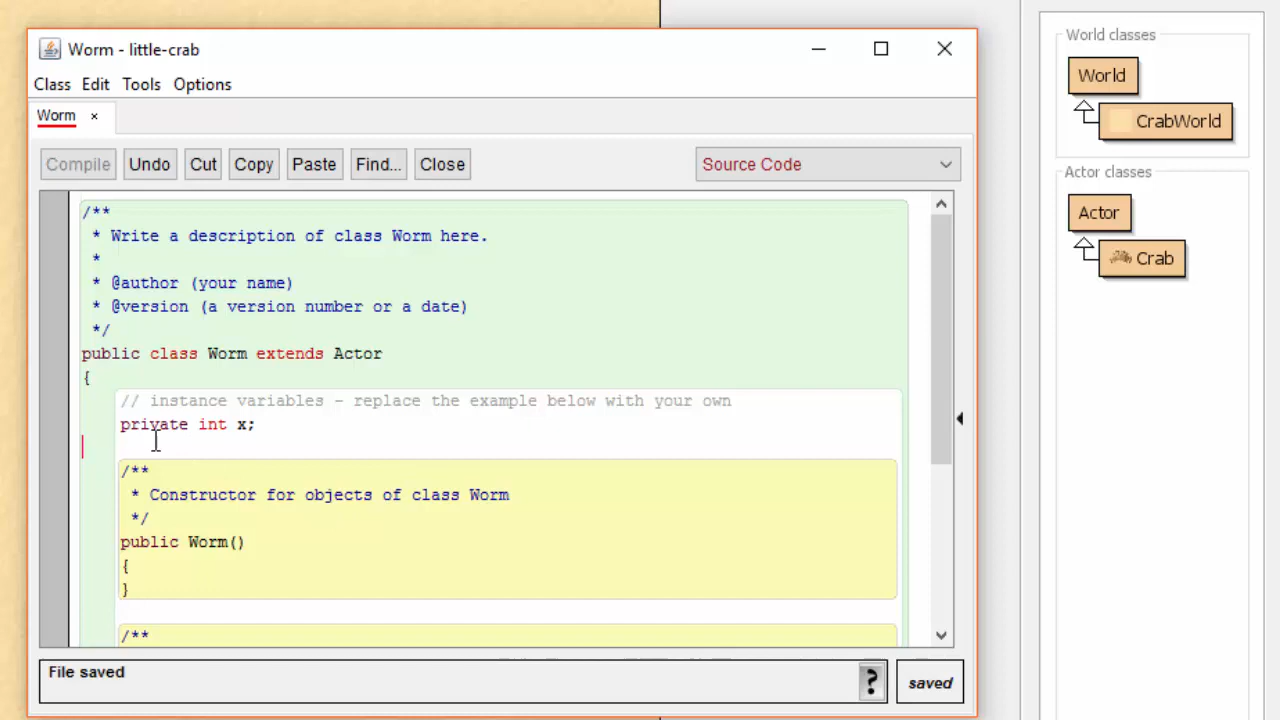 Worm - little-crab
Class Edit Tools Options
Worm ×
Compile Undo Cut Copy Paste Find... Close Source Code
/**
* Write a description of class Worm here.
*
* @author (your name)
* @version (a version number or a date)
*/
public class Worm extends Actor
{
// instance variables - replace the example below with your own
private int x;
/**
* Constructor for objects of class Worm
*/
public Worm()
{
}
/**
File saved
? saved
World classes
World
CrabWorld
Actor classes
Actor
Crab